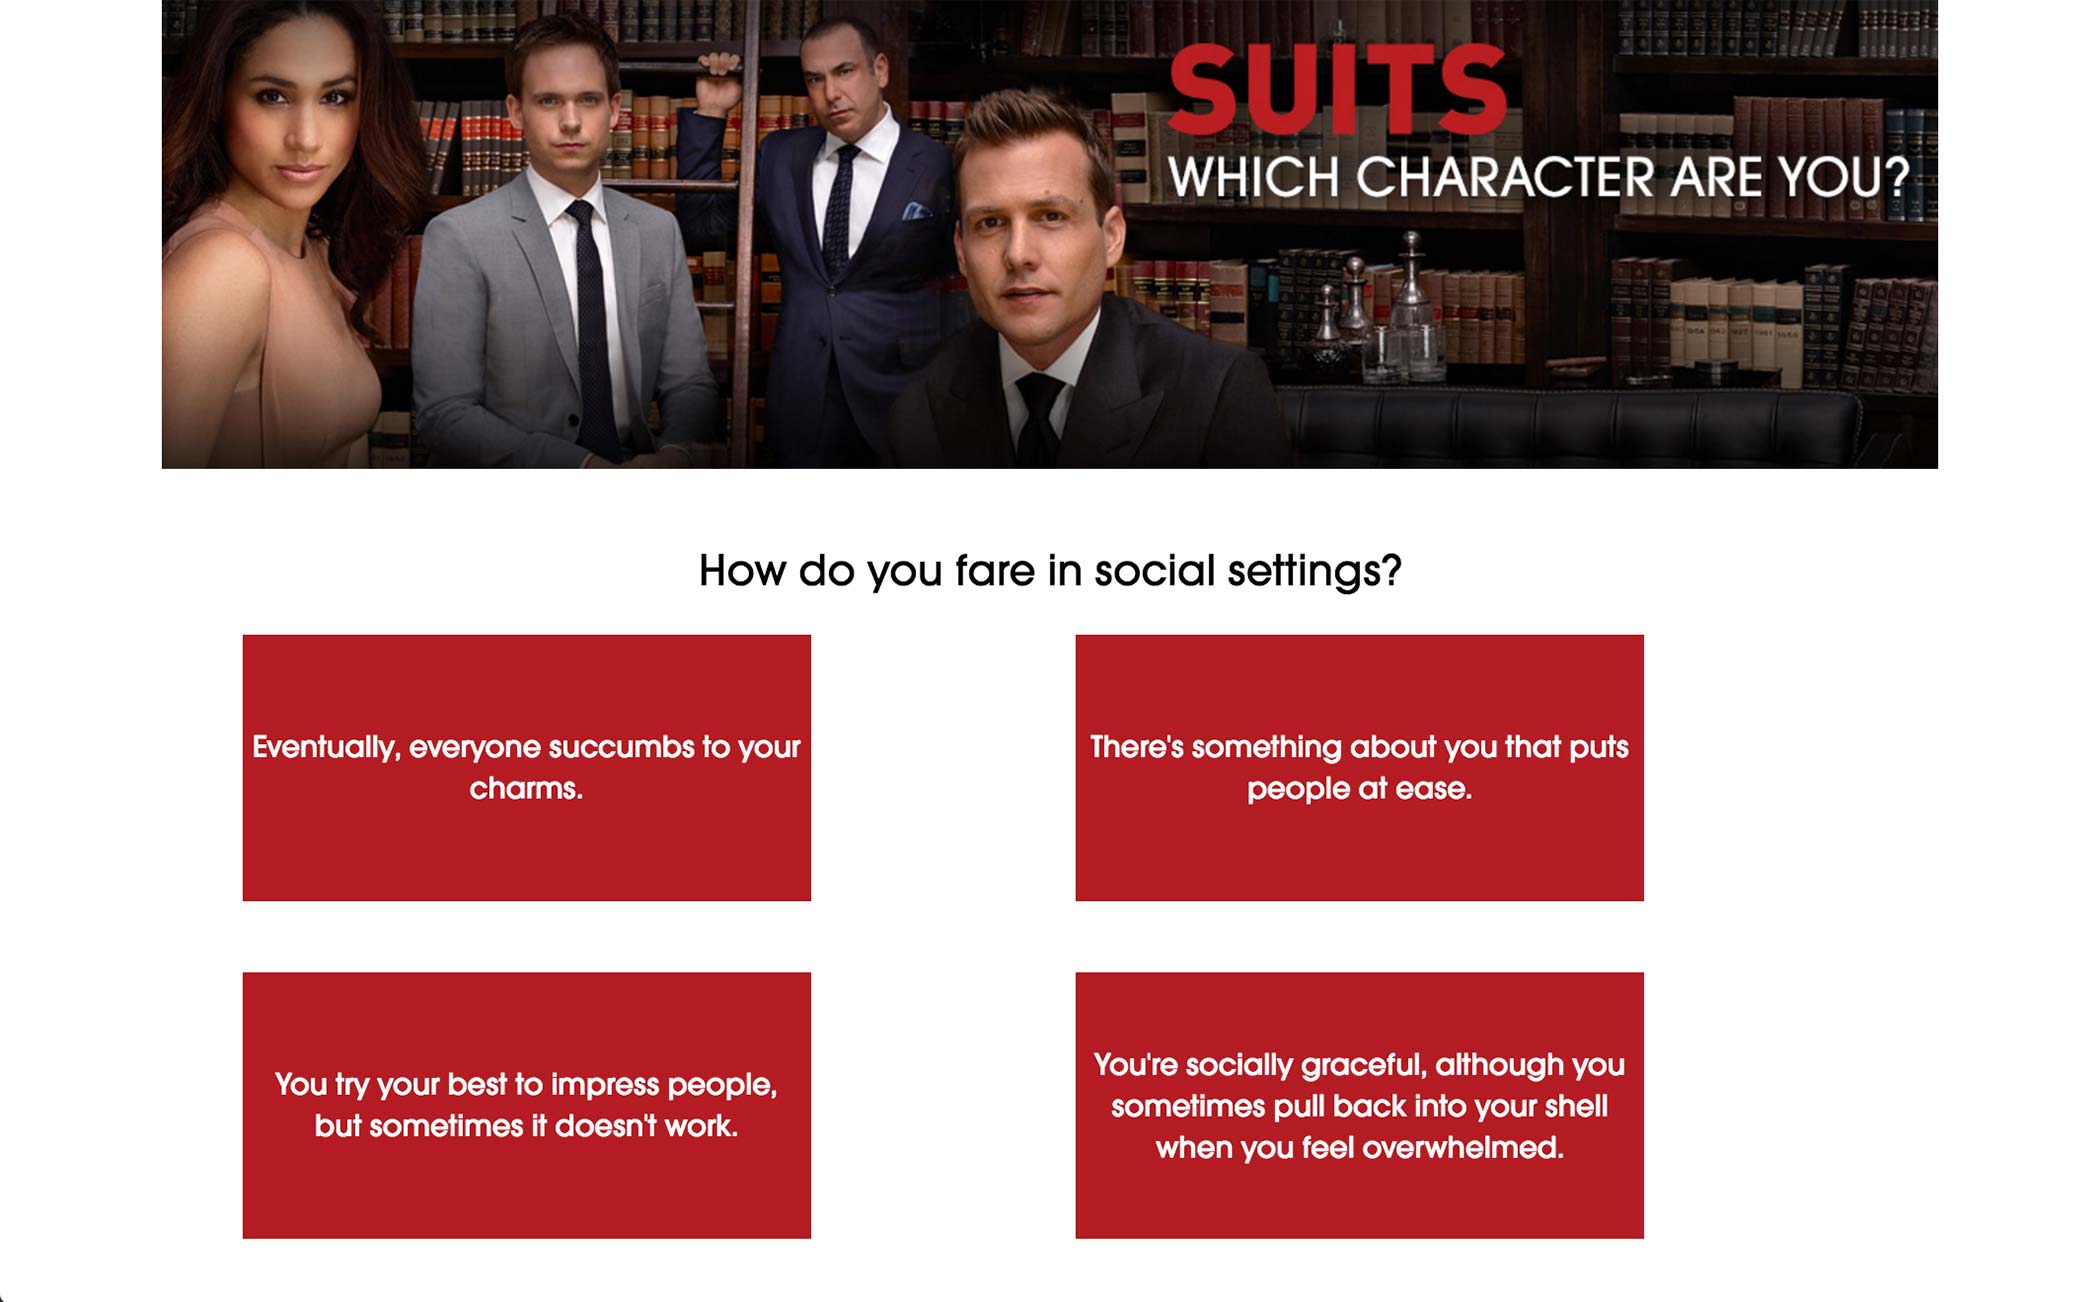 SUITS
WHICH CHARACTER ARE YOU?
How do you fare in social settings?
Eventually, everyone succumbs to your
charms.
There's something about you that puts
people at ease.
You try your best to impress people,
but sometimes it doesn't work.
You're socially graceful, although you
sometimes pull back into your shell
when you feel overwhelmed.